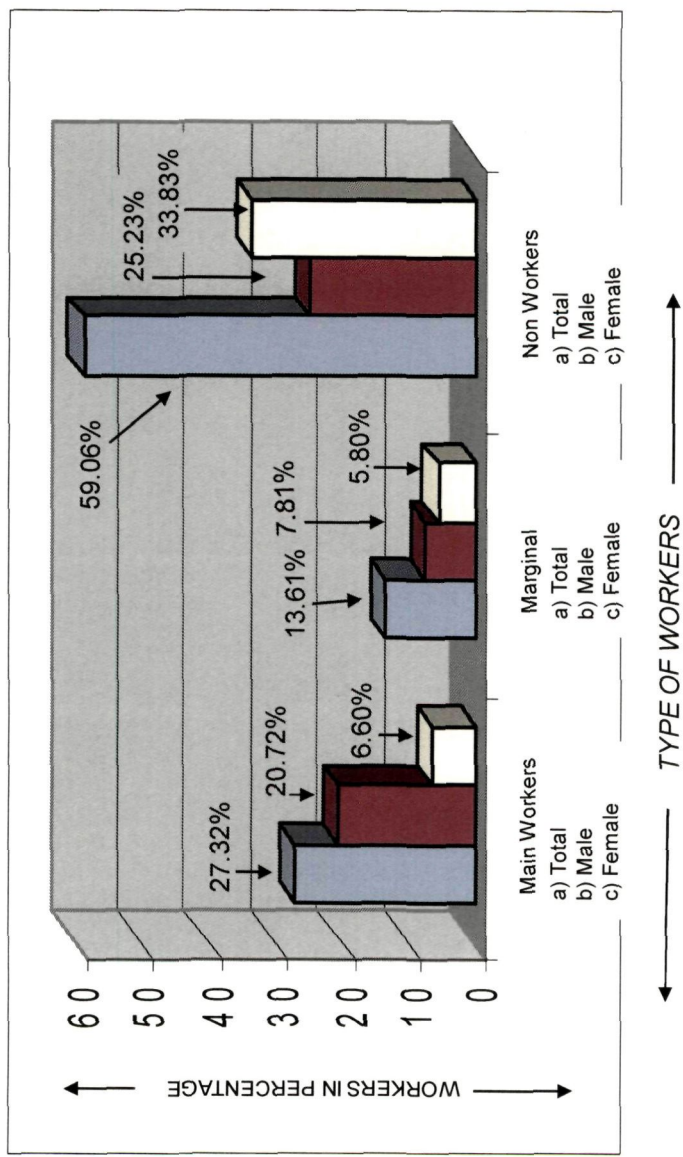 WORKERS IN PERCENTAGE
60
50
40
30
20
10
0
27.32%
20.72%
6.60%
13.61%
7.81%
5.80%
59.06%
25.23%
33.83%
Main Workers
a) Total
b) Male
c) Female
Marginal
a) Total
b) Male
c) Female
Non Workers
a) Total
b) Male
c) Female
TYPE OF WORKERS